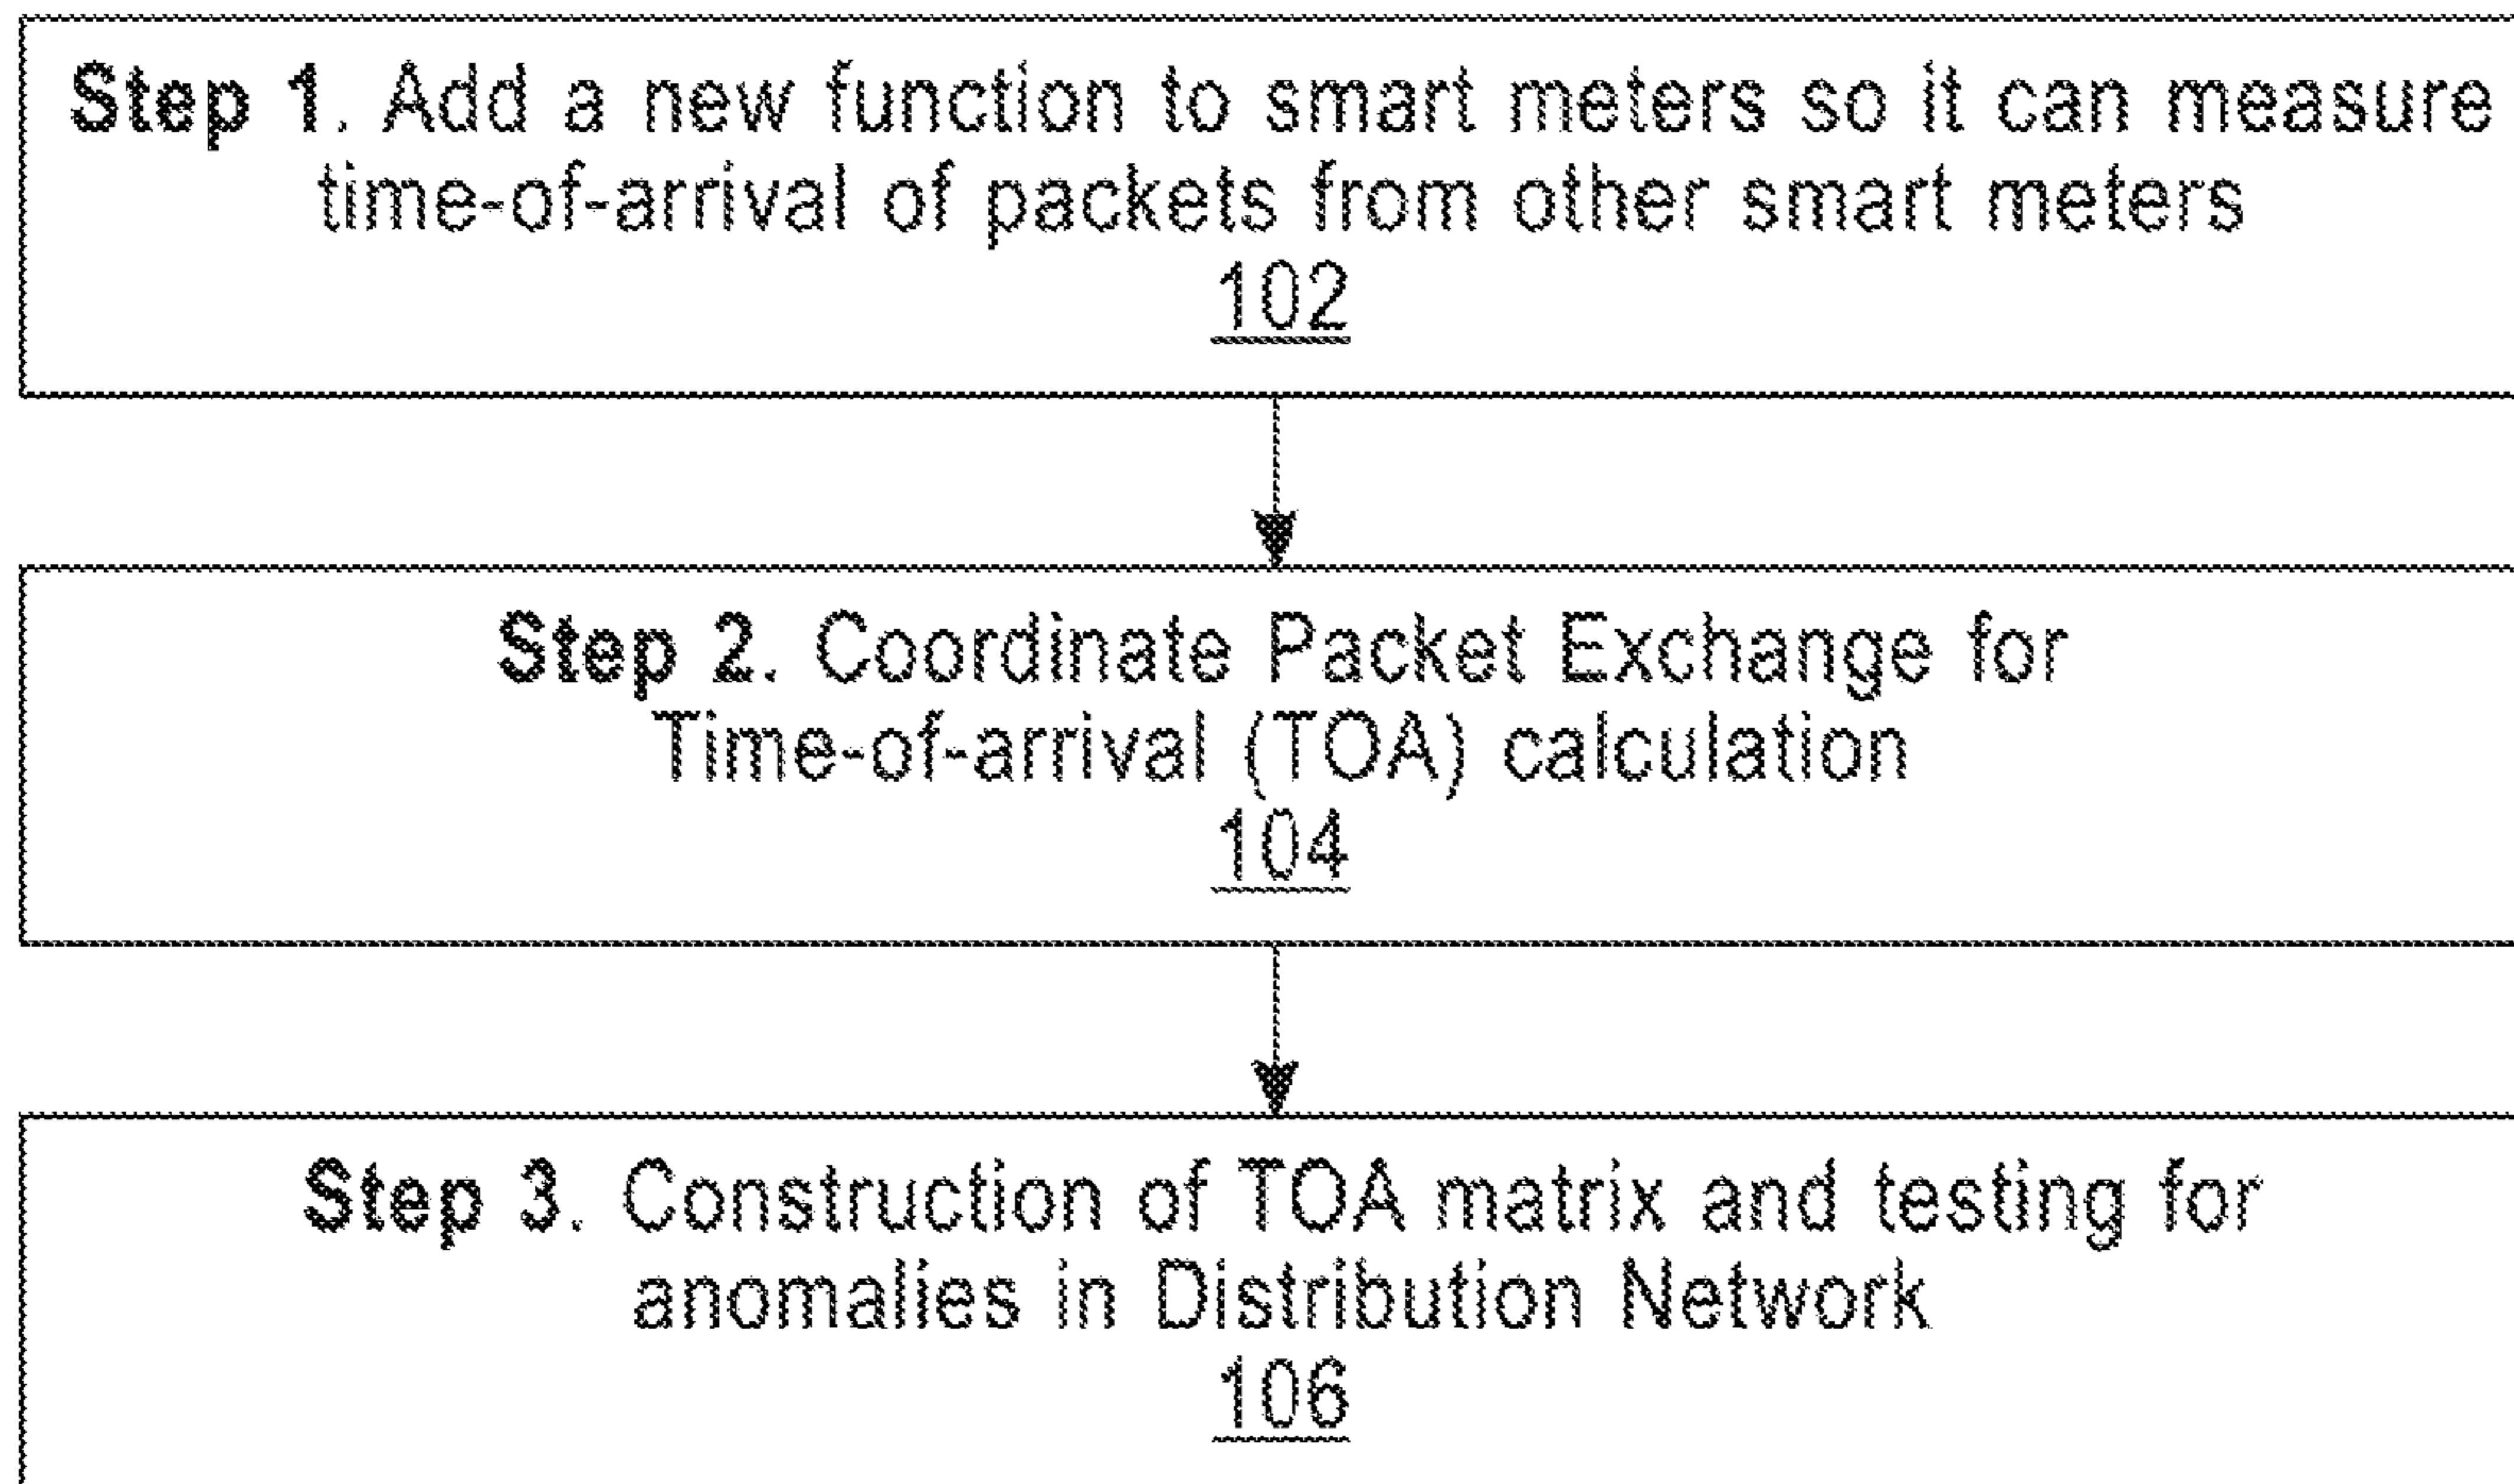 Step 1. Add a new function to smart meters so it can measure
time-of-arrival of packets from other smart meters
102
Step 2. Coordinate Packet Exchange for
Time-of-arrival (TOA) calculation
104
Step 3. Construction of TOA matrix and testing for
anomalies in Distribution Network
106